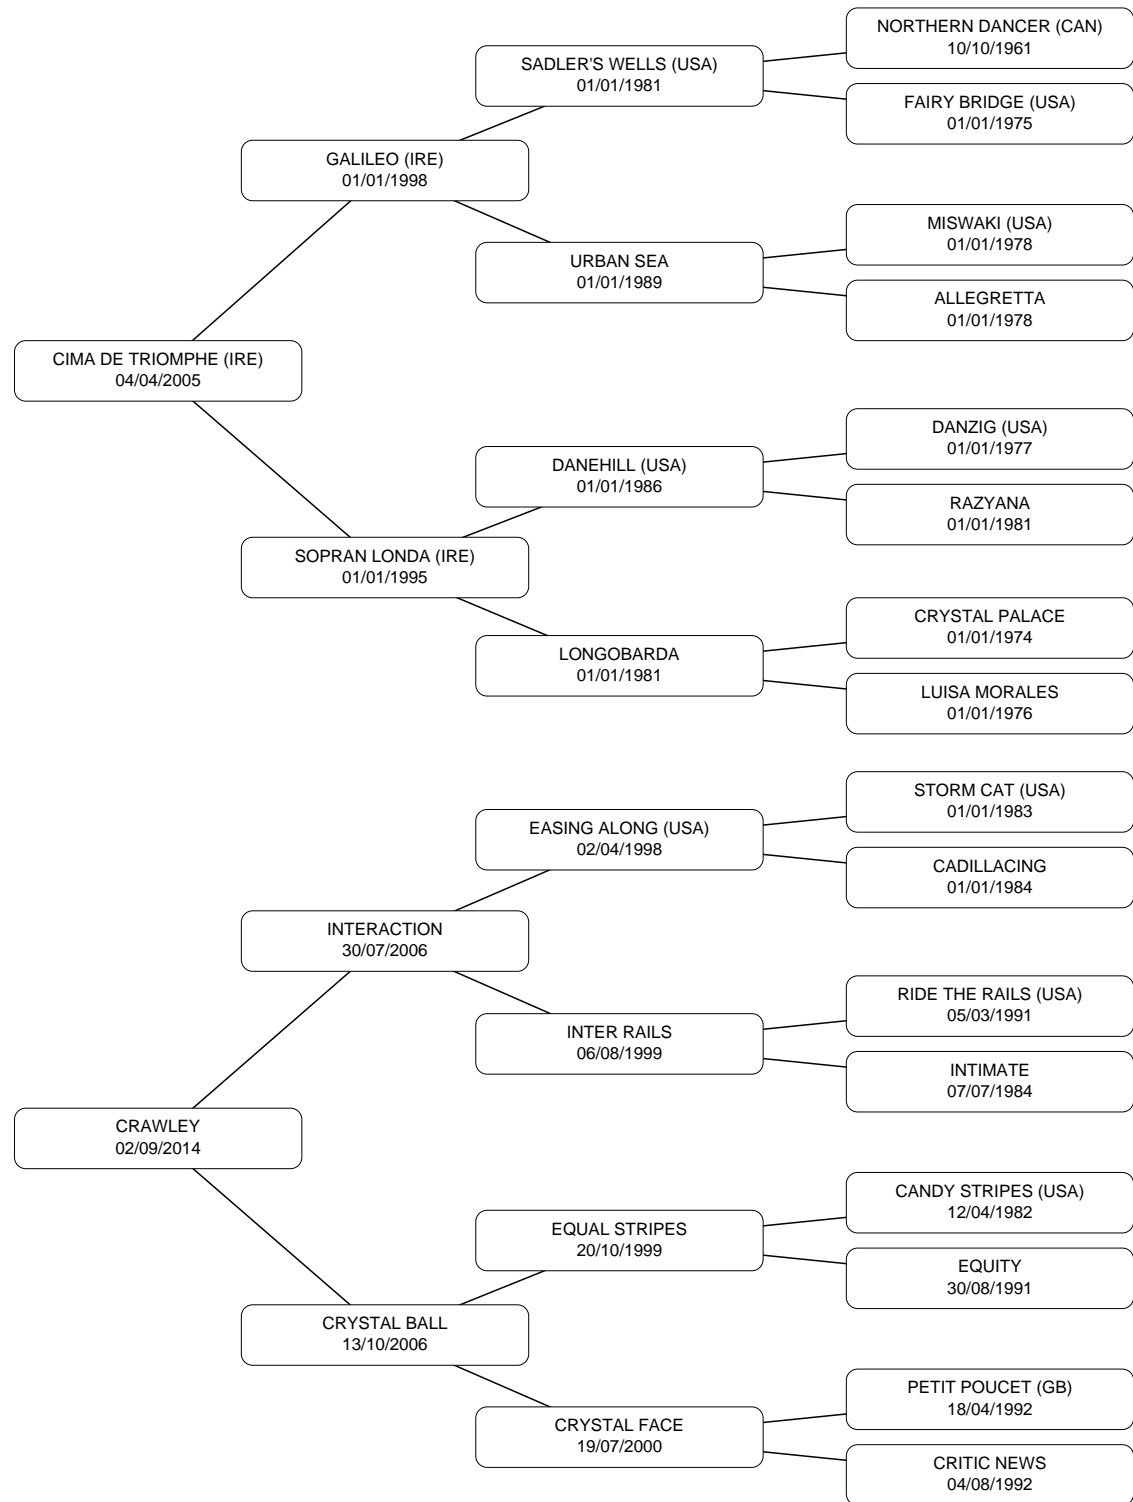 NORTHERN DANCER (CAN)
10/10/1961
SADLER'S WELLS (USA)
01/01/1981
FAIRY BRIDGE (USA)
01/01/1975
GALILEO (IRE)
01/01/1998
MISWAKI (USA)
01/01/1978
URBAN SEA
01/01/1989
ALLEGRETTA
01/01/1978
CIMA DE TRIOMPHE (IRE)
04/04/2005
DANZIG (USA)
01/01/1977
DANEHILL (USA)
01/01/1986
RAZYANA
01/01/1981
SOPRAN LONDA (IRE)
01/01/1995
CRYSTAL PALACE
01/01/1974
LONGOBARDA
01/01/1981
LUISA MORALES
01/01/1976
STORM CAT (USA)
01/01/1983
EASING ALONG (USA)
02/04/1998
CADILLACING
01/01/1984
INTERACTION
30/07/2006
RIDE THE RAILS (USA)
05/03/1991
INTER RAILS
06/08/1999
INTIMATE
07/07/1984
CRAWLEY
02/09/2014
CANDY STRIPES (USA)
12/04/1982
EQUAL STRIPES
20/10/1999
EQUITY
30/08/1991
CRYSTAL BALL
13/10/2006
PETIT POUCET (GB)
18/04/1992
CRYSTAL FACE
19/07/2000
CRITIC NEWS
04/08/1992